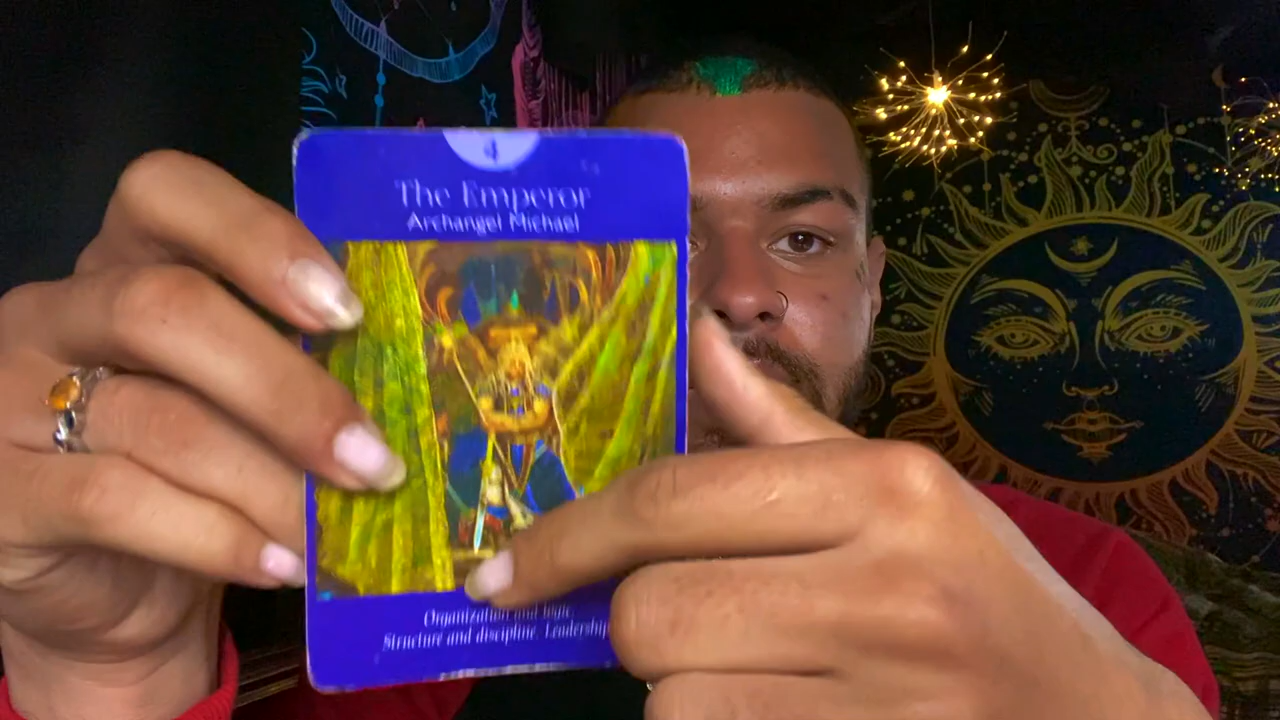 4
The Emperor
Archangel Michael
Organization and logic
Structure and discipline. Leadership